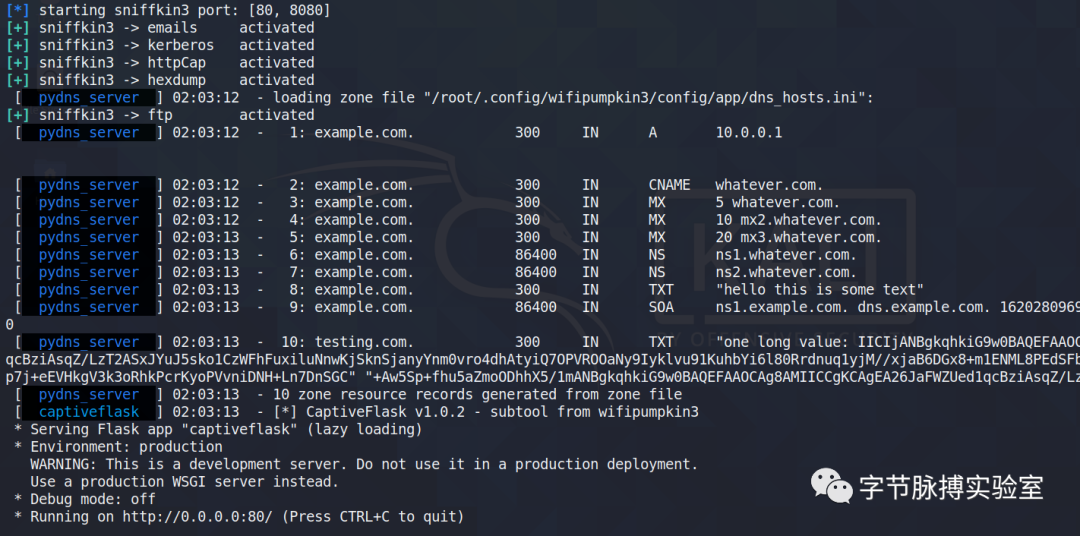 [*] starting sniffkin3 port: [80, 8080]
[+] sniffkin3 -> emails     activated
[+] sniffkin3 -> kerberos   activated
[+] sniffkin3 -> httpCap    activated
[+] sniffkin3 -> hexdump    activated
[  pydns_server  ] 02:03:12  - loading zone file "/root/.config/wifipumpkin3/config/app/dns_hosts.ini":
[+] sniffkin3 -> ftp        activated
[  pydns_server  ] 02:03:12  -   1: example.com.            300     IN      A       10.0.0.1
[  pydns_server  ] 02:03:12  -   2: example.com.            300     IN      CNAME   whatever.com.
[  pydns_server  ] 02:03:12  -   3: example.com.            300     IN      MX      5 whatever.com.
[  pydns_server  ] 02:03:12  -   4: example.com.            300     IN      MX      10 mx2.whatever.com.
[  pydns_server  ] 02:03:13  -   5: example.com.            300     IN      MX      20 mx3.whatever.com.
[  pydns_server  ] 02:03:13  -   6: example.com.            86400   IN      NS      ns1.whatever.com.
[  pydns_server  ] 02:03:13  -   7: example.com.            86400   IN      NS      ns2.whatever.com.
[  pydns_server  ] 02:03:13  -   8: example.com.            300     IN      TXT     "hello this is some text"
[  pydns_server  ] 02:03:13  -   9: example.com.            86400   IN      SOA     ns1.example.com. dns.example.com. 1620280969
0
[  pydns_server  ] 02:03:13  -  10: testing.com.            300     IN      TXT     "one long value: IICIjANBgkqhkiG9w0BAQEFAAOC
qcBziAsqZ/LzT2ASxJYuJ5sko1CzWFhFuxiluNnwKjSknSjanyYnm0vro4dhAtyiQ7OPVROOaNy9Iyklvu91KuhbYi6l80Rrdnuq1yjM//xjaB6DGx8+m1ENML8PEdSFb
p7j+eEVHkgV3k3oRhkPcrKyoPVvniDNH+Ln7DnSGC" "+Aw5Sp+fhu5aZmoODhhX5/1mANBgkqhkiG9w0BAQEFAAOCAg8AMIICCgKCAgEA26JaFWZUed1qcBziAsqZ/Lz
[  pydns_server  ] 02:03:13  - 10 zone resource records generated from zone file
[  captiveflask  ] 02:03:13  - [*] CaptiveFlask v1.0.2 - subtool from wifipumpkin3
* Serving Flask app "captiveflask" (lazy loading)
* Environment: production
WARNING: This is a development server. Do not use it in a production deployment.
Use a production WSGI server instead.
* Debug mode: off
* Running on http://0.0.0.0:80/ (Press CTRL+C to quit)
BY OFFENSIVE SECURITY
字节脉搏实验室